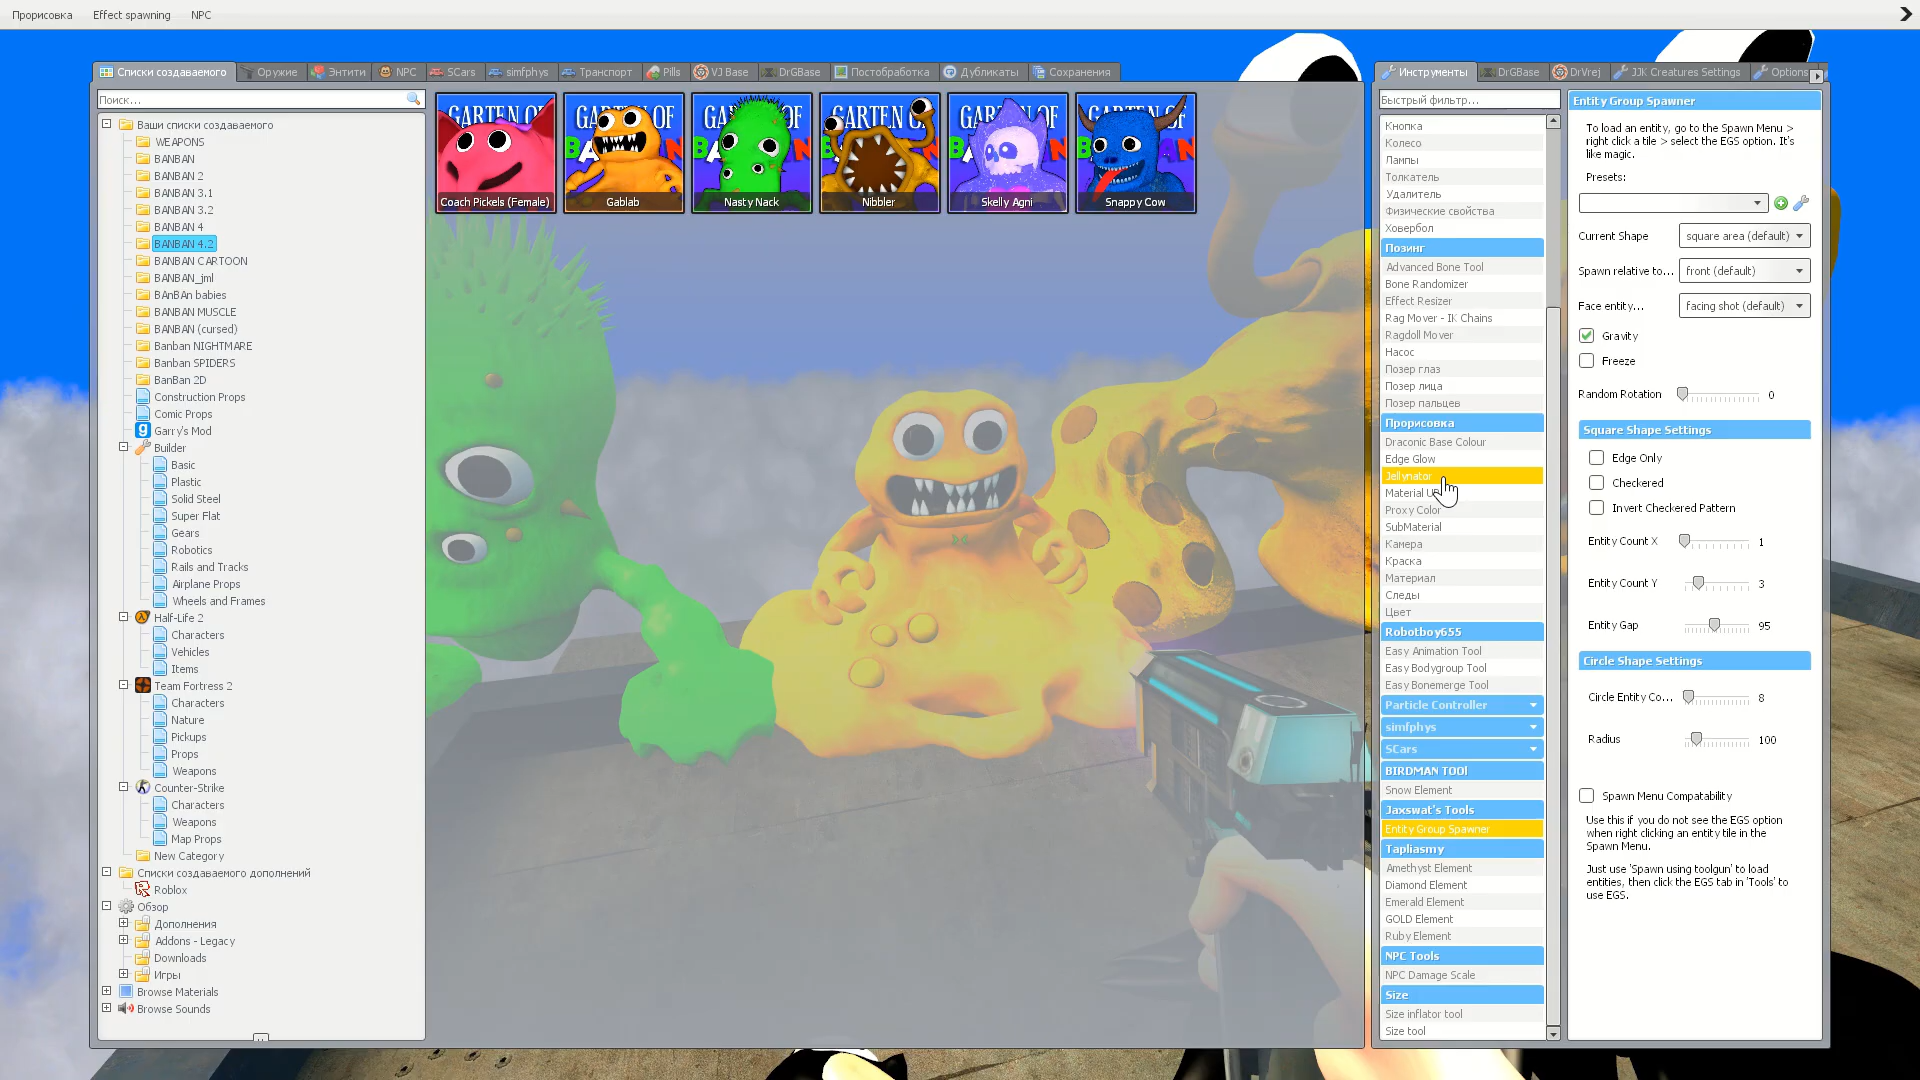 Прорисовка
Effect spawning
NPC
Списки создаваемого
Оружие
Энтити
NPC
SCars
simfphys
Транспорт
Pills
VJ Base
DrGBase
Постобработка
Дубликаты
Сохранения
Инструменты
DrGBase
DrVrej
JJK Creatures Settings
Options
Поиск...
Ваши списки создаваемого
WEAPONS
BANBAN
BANBAN 2
BANBAN 3.1
BANBAN 3.2
BANBAN 4
BANBAN 4.2
BANBAN CARTOON
BANBAN_jml
BAnBAn babies
BANBAN MUSCLE
BANBAN (cursed)
Banban NIGHTMARE
Banban SPIDERS
BanBan 2D
Construction Props
Comic Props
Garry's Mod
Builder
Basic
Plastic
Solid Steel
Super Flat
Gears
Robotics
Rails and Tracks
Airplane Props
Wheels and Frames
Half-Life 2
Characters
Vehicles
Items
Team Fortress 2
Characters
Nature
Pickups
Props
Weapons
Counter-Strike
Characters
Weapons
Map Props
New Category
Списки создаваемого дополнений
Roblox
Обзор
Дополнения
Addons - Legacy
Downloads
Игры
Browse Materials
Browse Sounds
GARTEN OF
Coach Pickels (Female)
GARTEN OF
Gablab
GARTEN OF
Nasty Nack
GARTEN O
Nibbler
GARTEN OF
Skelly Agni
GARTEN OF
Snappy Cow
Быстрый фильтр...
Кнопка
Колесо
Лампы
Толкатель
Удалитель
Физические свойства
Ховербол
Позинг
Advanced Bone Tool
Bone Randomizer
Effect Resizer
Rag Mover - IK Chains
Ragdoll Mover
Насос
Позер глаз
Позер лица
Позер пальцев
Прорисовка
Draconic Base Colour
Edge Glow
Jellynator
Material
Proxy Color
SubMaterial
Камера
Краска
Материал
Следы
Цвет
Robotboy655
Easy Animation Tool
Easy Bodygroup Tool
Easy Bonemerge Tool
Particle Controller
simfphys
SCars
BIRDMAN TOOl
Snow Element
Jaxswat's Tools
Entity Group Spawner
Tapliasmy
Amethyst Element
Diamond Element
Emerald Element
GOLD Element
Ruby Element
NPC Tools
NPC Damage Scale
Size
Size inflator tool
Size tool
Entity Group Spawner
To load an entity, go to the Spawn Menu >
right click a tile > select the EGS option. It's
like magic.
Presets:
Current Shape
square area (default)
Spawn relative to...
front (default)
Face entity...
facing shot (default)
Gravity
Freeze
Random Rotation
0
Square Shape Settings
Edge Only
Checkered
Invert Checkered Pattern
Entity Count X
1
Entity Count Y
3
Entity Gap
95
Circle Shape Settings
Circle Entity Co...
8
Radius
100
Spawn Menu Compatability
Use this if you do not see the EGS option
when right clicking an entity tile in the
Spawn Menu.
Just use 'Spawn using toolgun' to load
entities, then click the EGS tab in 'Tools' to
use EGS.